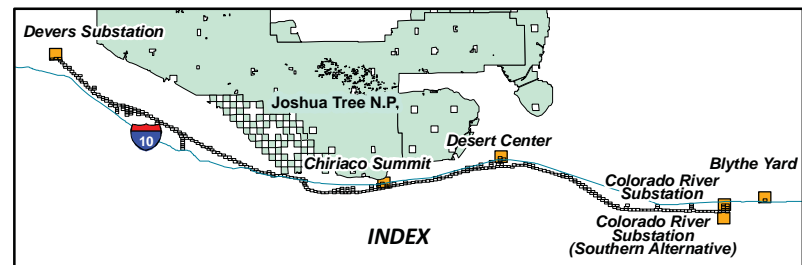 Devers Substation
Joshua Tree N.P.
10
Desert Center
Chiriaco Summit
Blythe Yard
Colorado River
Substation
Colorado River
Substation
(Southern Alternative)
INDEX